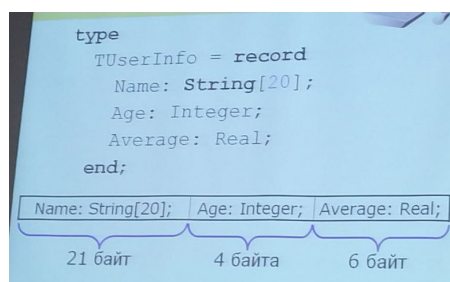 type
TUserInfo = record
Name: String[20];
Age: Integer;
Average: Real;
end;
Name: String[20]; Age: Integer; Average: Real;
21 байт 4 байта 6 байт